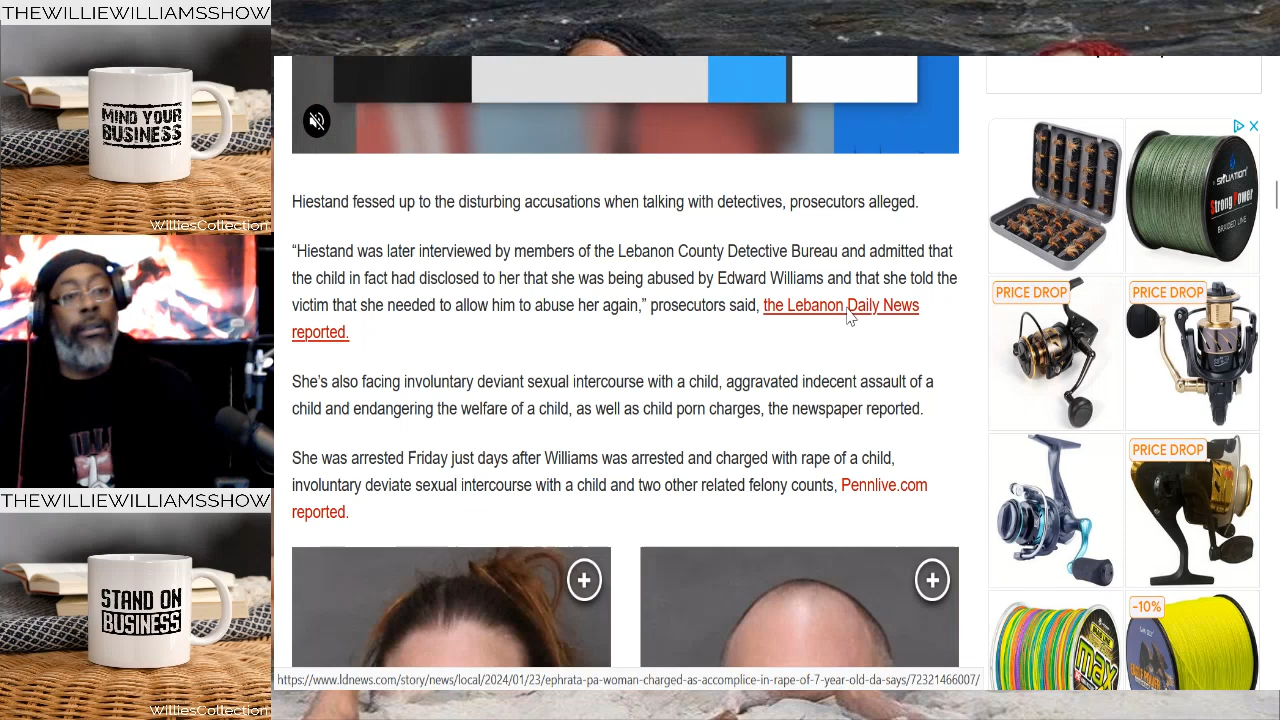 THEWILLIEWILLIAMSSHOW
MIND YOUR
BUSINESS
WilliesCollection
THEWILLIEWILLIAMSSHOW
STAND ON
BUSINESS
WilliesCollection
Hiestand fessed up to the disturbing accusations when talking with detectives, prosecutors alleged.
“Hiestand was later interviewed by members of the Lebanon County Detective Bureau and admitted that
the child in fact had disclosed to her that she was being abused by Edward Williams and that she told the
victim that she needed to allow him to abuse her again,” prosecutors said, the Lebanon Daily News
reported.
She’s also facing involuntary deviant sexual intercourse with a child, aggravated indecent assault of a
child and endangering the welfare of a child, as well as child porn charges, the newspaper reported.
She was arrested Friday just days after Williams was arrested and charged with rape of a child,
involuntary deviate sexual intercourse with a child and two other related felony counts, Pennlive.com
reported.
https://www.ldnews.com/story/news/local/2024/01/23/ephrata-pa-woman-charged-as-accomplice-in-rape-of-7-year-old-da-says/72321466007/
Strong Power
BRAIDED LINE
PRICE DROP
PRICE DROP
PRICE DROP
-10%
MAX